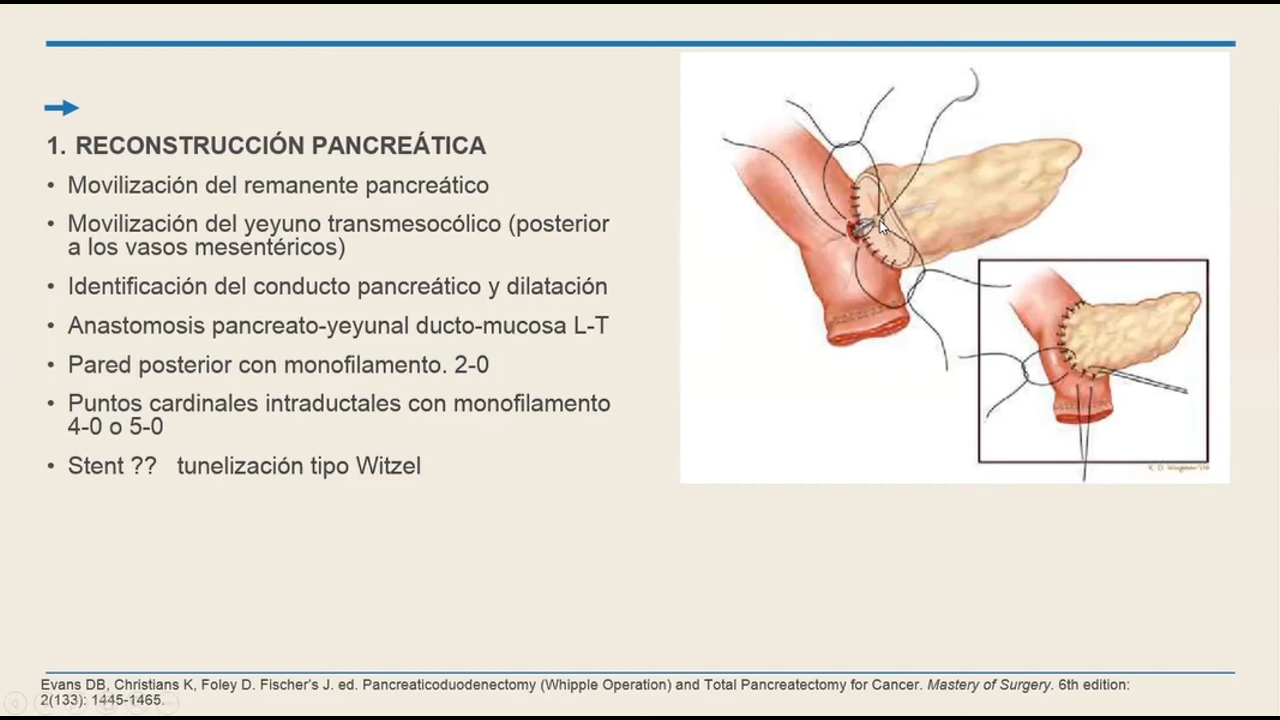 1. RECONSTRUCCIÓN PANCREÁTICA
• Movilización del remanente pancreático
• Movilización del yeyuno transmesocólico (posterior
a los vasos mesentéricos)
• Identificación del conducto pancreático y dilatación
• Anastomosis pancreato-yeyunal ducto-mucosa L-T
• Pared posterior con monofilamento. 2-0
• Puntos cardinales intraductales con monofilamento
4-0 o 5-0
• Stent ?? tunelización tipo Witzel
Evans DB, Christians K, Foley D. Fischer's J. ed. Pancreaticoduodenectomy (Whipple Operation) and Total Pancreatectomy for Cancer. Mastery of Surgery. 6th edition:
2(133): 1445-1465.